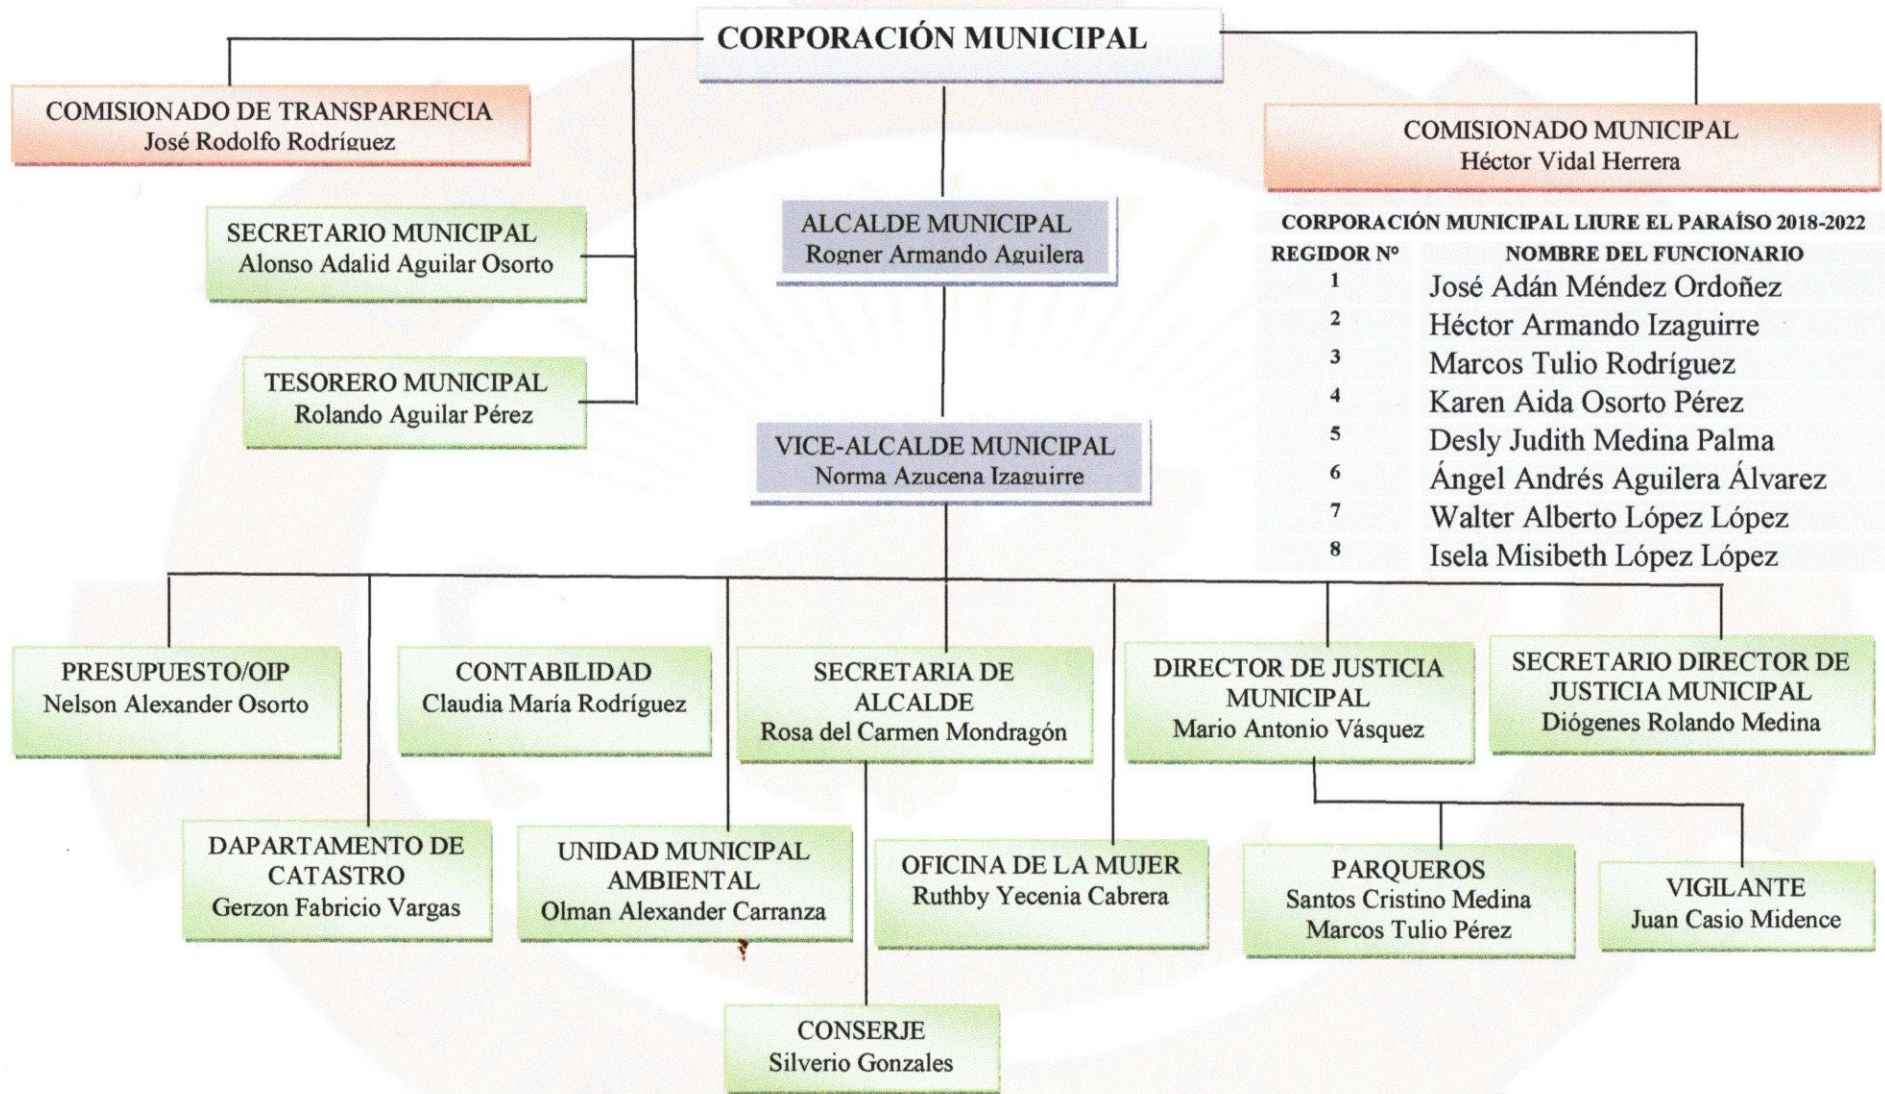 CORPORACIÓN MUNICIPAL
COMISIONADO DE TRANSPARENCIA
José Rodolfo Rodríguez
COMISIONADO MUNICIPAL
Héctor Vidal Herrera
SECRETARIO MUNICIPAL
Alonso Adalid Aguilar Osorto
ALCALDE MUNICIPAL
Rogner Armando Aguilera
TESORERO MUNICIPAL
Rolando Aguilar Pérez
VICE-ALCALDE MUNICIPAL
Norma Azucena Izaguirre
CORPORACIÓN MUNICIPAL LIURE EL PARAÍSO 2018-2022
REGIDOR Nº NOMBRE DEL FUNCIONARIO
1 José Adán Méndez Ordoñez
2 Héctor Armando Izaguirre
3 Marcos Tulio Rodríguez
4 Karen Aida Osorto Pérez
5 Desly Judith Medina Palma
6 Ángel Andrés Aguilera Álvarez
7 Walter Alberto López López
8 Isela Misibeth López López
PRESUPUESTO/OIP
Nelson Alexander Osorto
CONTABILIDAD
Claudia María Rodríguez
SECRETARIA DE
ALCALDE
Rosa del Carmen Mondragón
DIRECTOR DE JUSTICIA
MUNICIPAL
Mario Antonio Vásquez
SECRETARIO DIRECTOR DE
JUSTICIA MUNICIPAL
Diógenes Rolando Medina
DAPARTAMENTO DE
CATASTRO
Gerzon Fabricio Vargas
UNIDAD MUNICIPAL
AMBIENTAL
Olman Alexander Carranza
OFICINA DE LA MUJER
Ruthby Yecenia Cabrera
PARQUEROS
Santos Cristino Medina
Marcos Tulio Pérez
VIGILANTE
Juan Casio Midence
CONSERJE
Silverio Gonzales